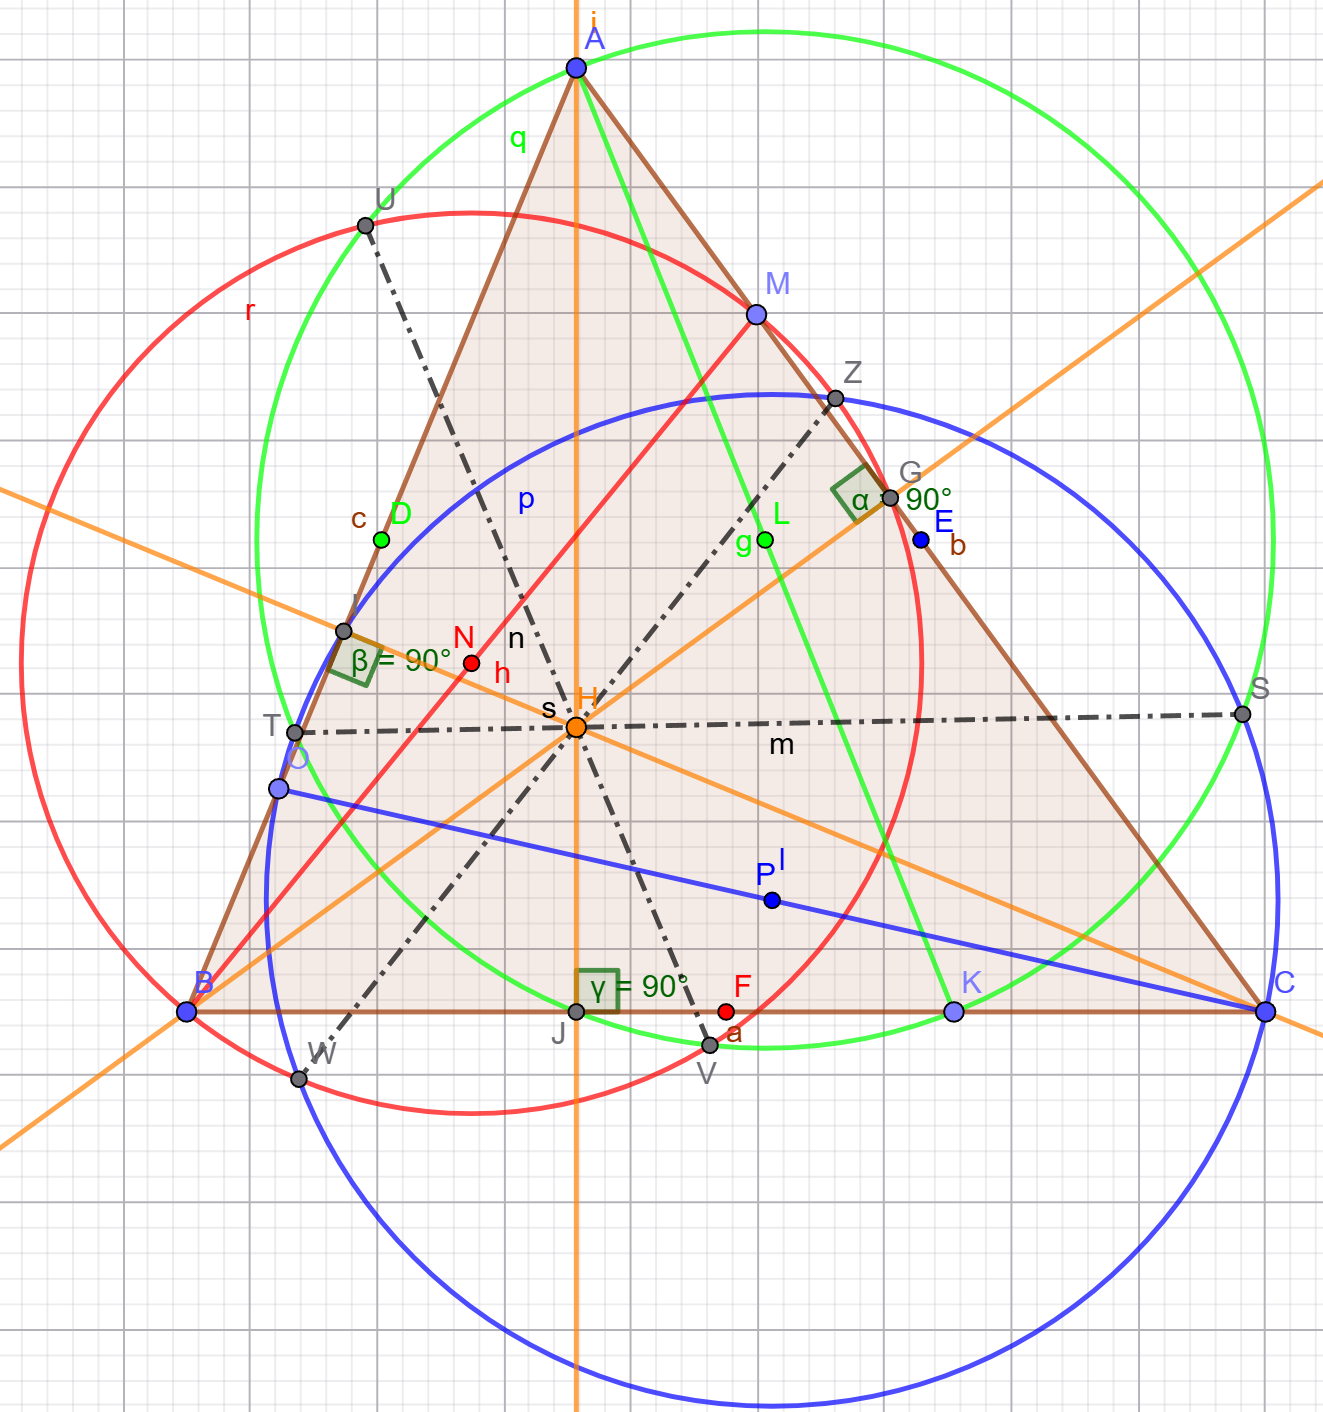 i
A
q
U
r
M
Z
p
G
α
90°
c
D
L
g
E
b
I
N
n
h
β = 90°
H
s
S
T
m
O
P
l
B
γ = 90°
F
K
C
J
a
W
V